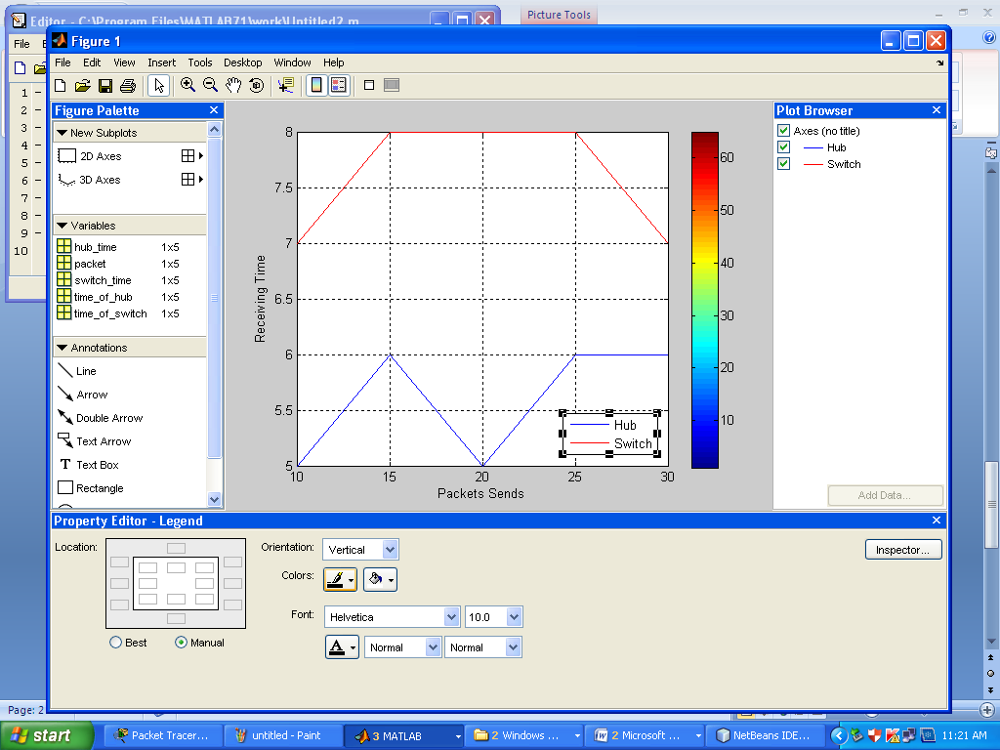 Editor - C:\Program Files\MATLAB71\work\Untitled2.m
Picture Tools
File
Figure 1
File Edit View Insert Tools Desktop Window Help
1
2
3
4
5
6
7
8
9
10
Figure Palette
New Subplots
2D Axes
3D Axes
Variables
hub_time 1x5
packet 1x5
switch_time 1x5
time_of_hub 1x5
time_of_switch 1x5
Annotations
Line
Arrow
Double Arrow
Text Arrow
T Text Box
Rectangle
8
7.5
7
6.5
6
5.5
5
Receiving Time
10 15 20 25 30
Packets Sends
Hub
Switch
60
50
40
30
20
10
Plot Browser
Axes (no title)
Hub
Switch
Add Data...
Property Editor - Legend
Location:
Best Manual
Orientation: Vertical
Colors:
Font: Helvetica 10.0
A Normal Normal
Inspector...
Page: 2
start Packet Tracer... untitled - Paint 3 MATLAB 2 Windows ... 2 Microsoft ... NetBeans IDE... 11:21 AM